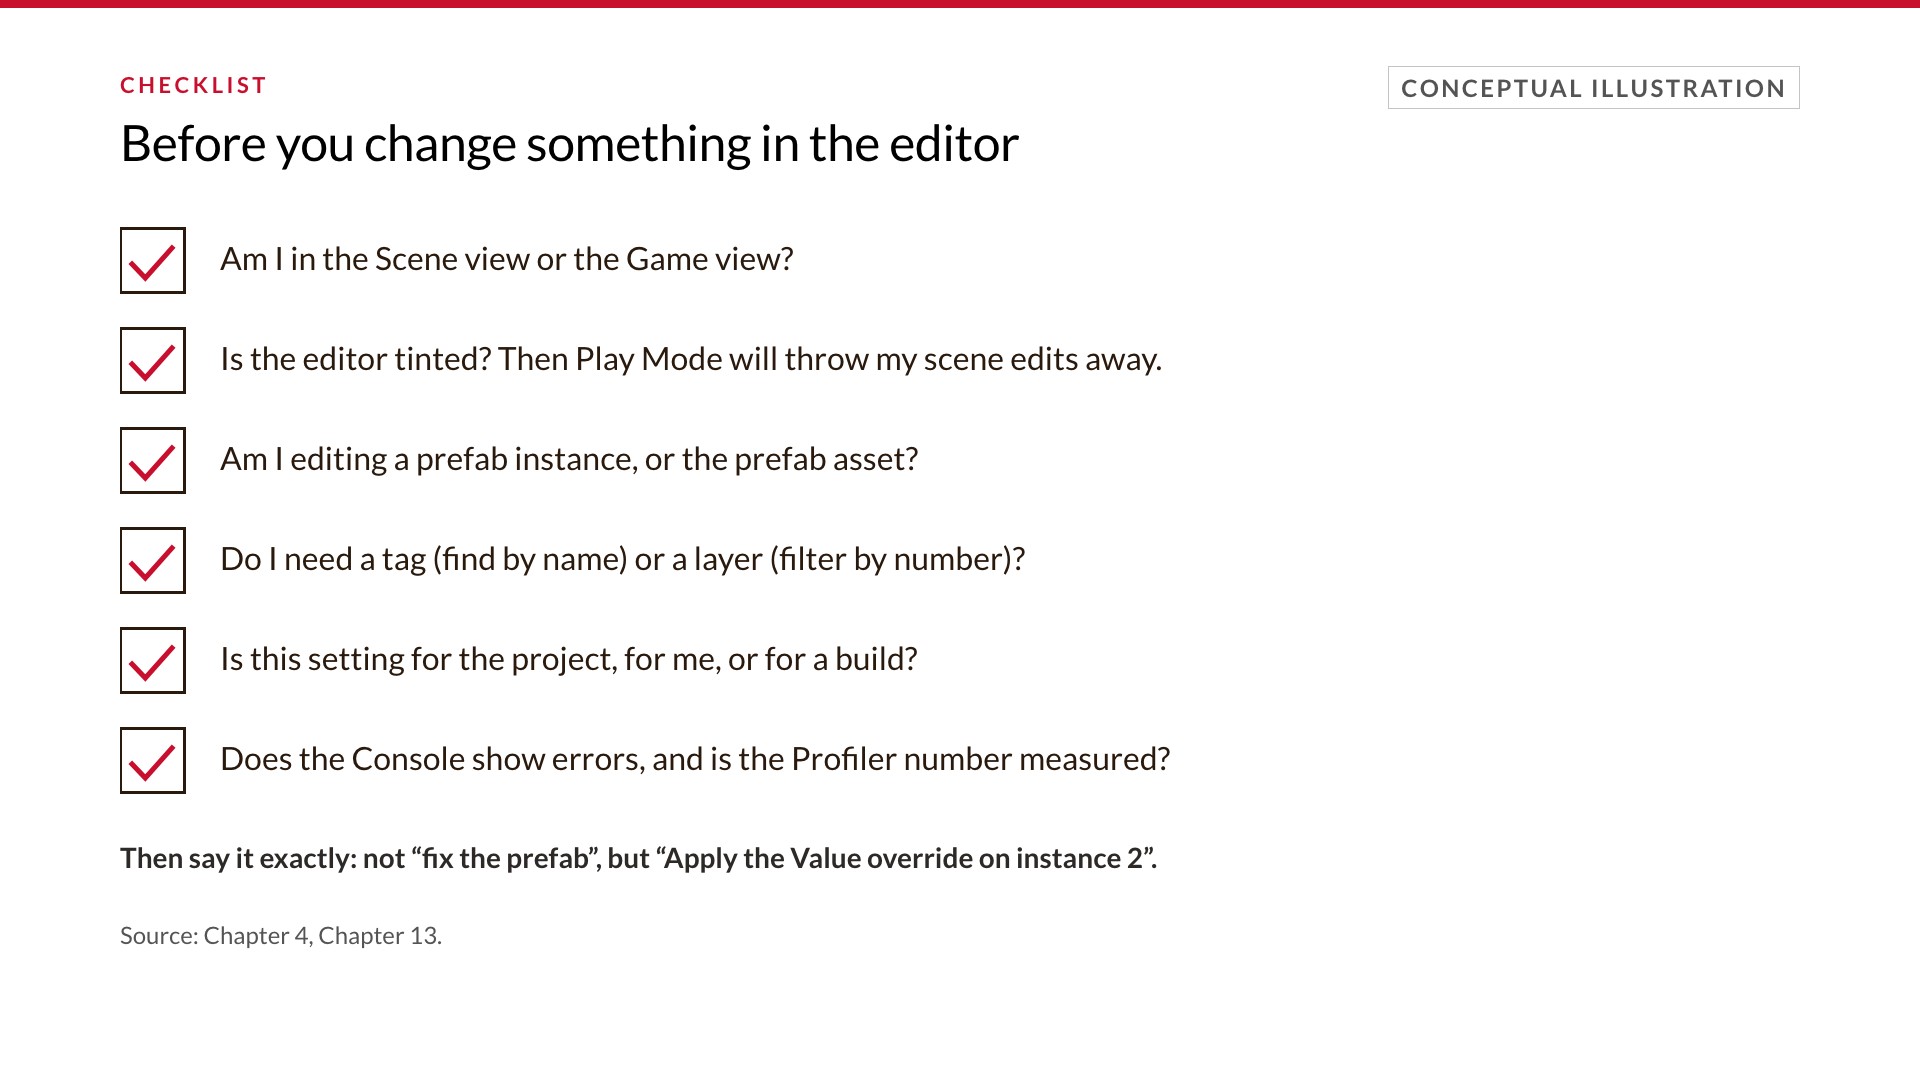 CHECKLIST
CONCEPTUAL ILLUSTRATION
Before you change something in the editor
Am I in the Scene view or the Game view?
Is the editor tinted? Then Play Mode will throw my scene edits away.
Am I editing a prefab instance, or the prefab asset?
Do I need a tag (find by name) or a layer (filter by number)?
Is this setting for the project, for me, or for a build?
Does the Console show errors, and is the Profiler number measured?
Then say it exactly: not “fix the prefab”, but “Apply the Value override on instance 2”.
Source: Chapter 4, Chapter 13.